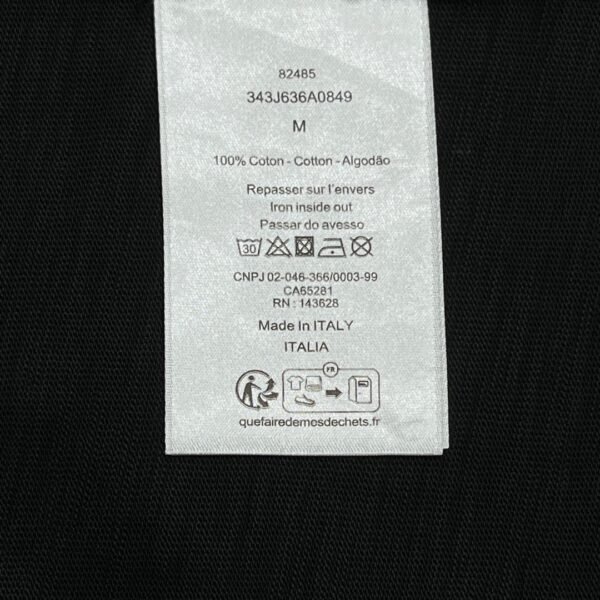 82485
343J636A0849
M
100% Coton - Cotton - Algodão
Repasser sur l'envers
Iron inside out
Passar do avesso
30
CNPJ 02-046-366/0003-99
CA65281
RN : 143628
Made In ITALY
ITALIA
FR
quefairedemesdechets.fr